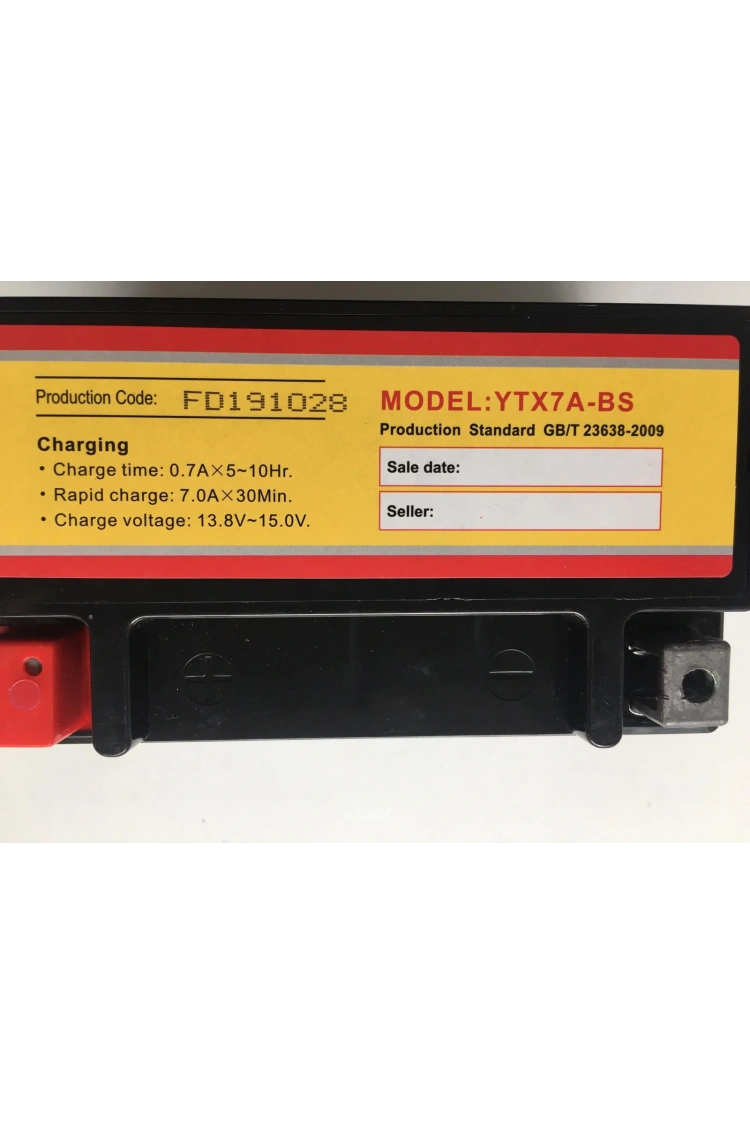 Production Code: FD191028
Charging
• Charge time: 0.7A×5~10Hr.
• Rapid charge: 7.0A×30Min.
• Charge voltage: 13.8V~15.0V.
MODEL:YTX7A-BS
Production Standard GB/T 23638-2009
Sale date:
Seller:
+ −